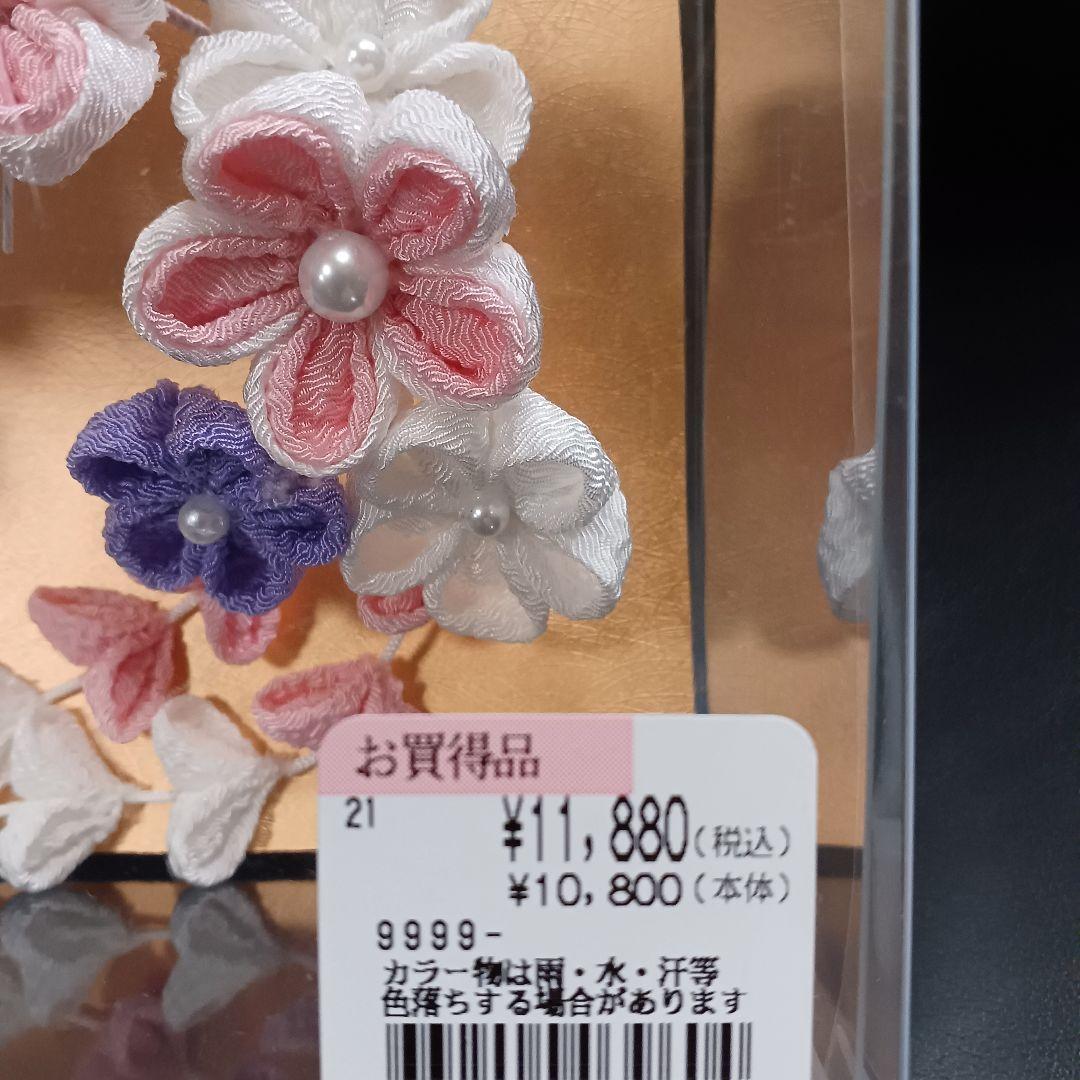 お買得品
21
¥11,880(税込)
¥10,800(本体)
9999-
カラー物は雨・水・汗等
色落ちする場合があります